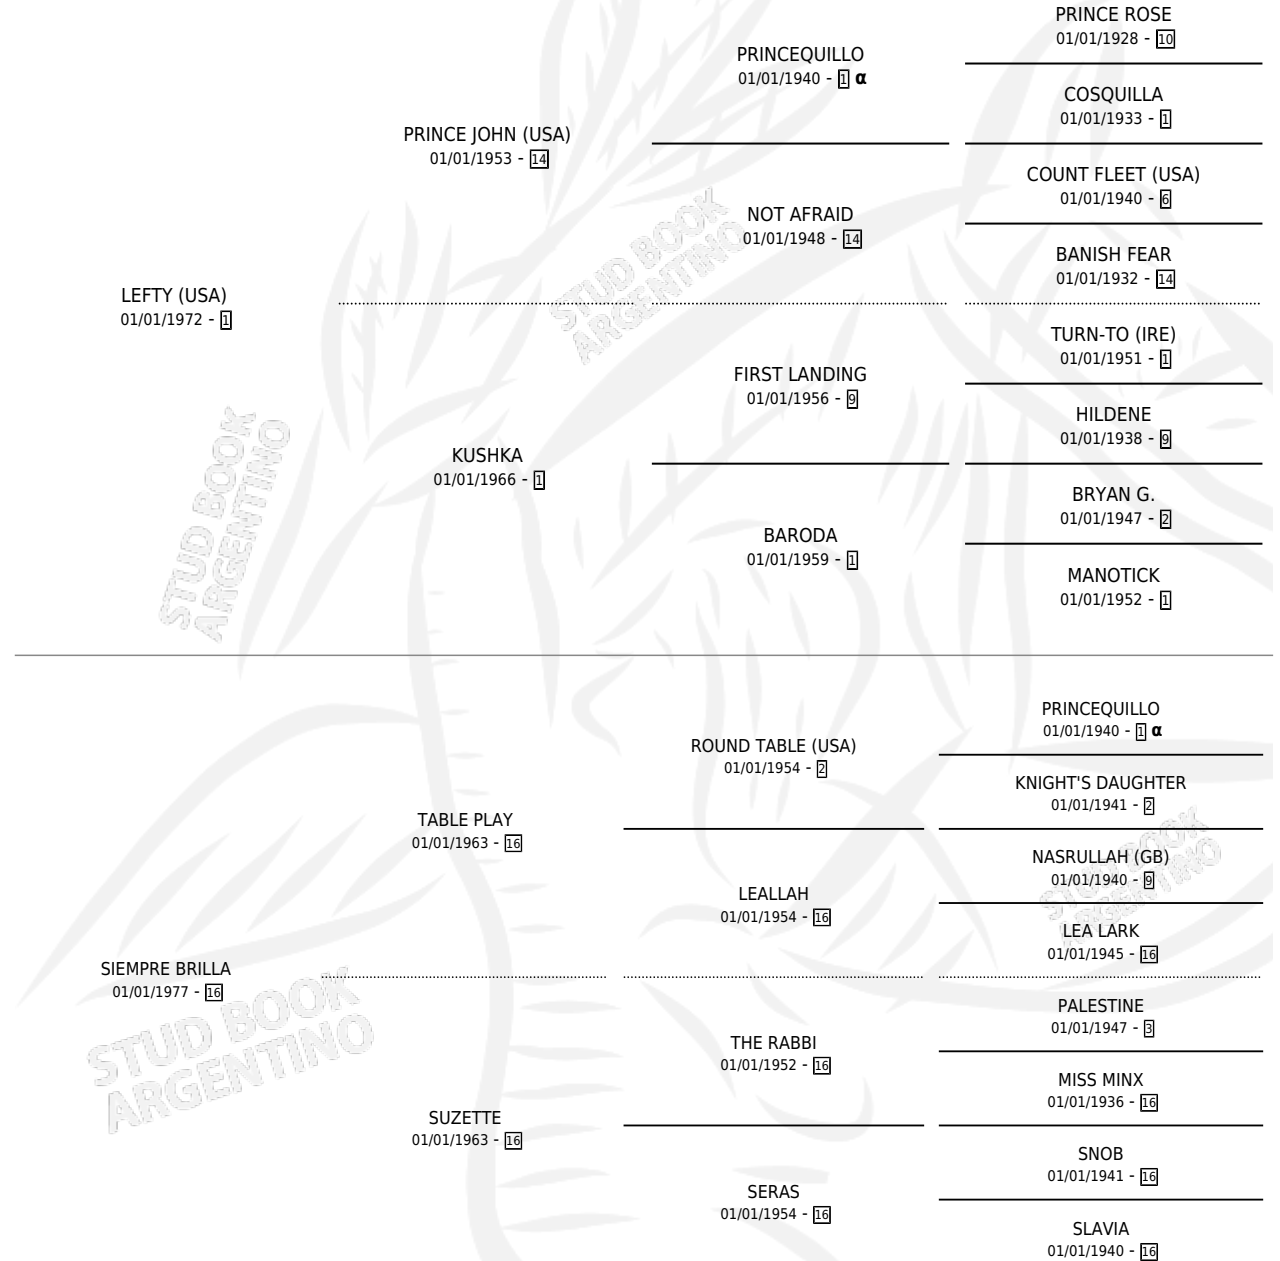 PRINCE ROSE
01/01/1928 - 10
PRINCEQUILLO
01/01/1940 - 1 α
COSQUILLA
01/01/1933 - 1
PRINCE JOHN (USA)
01/01/1953 - 14
COUNT FLEET (USA)
01/01/1940 - 6
NOT AFRAID
01/01/1948 - 14
BANISH FEAR
01/01/1932 - 14
LEFTY (USA)
01/01/1972 - 1
TURN-TO (IRE)
01/01/1951 - 1
FIRST LANDING
01/01/1956 - 9
HILDENE
01/01/1938 - 9
KUSHKA
01/01/1966 - 1
BRYAN G.
01/01/1947 - 2
BARODA
01/01/1959 - 1
MANOTICK
01/01/1952 - 1
PRINCEQUILLO
01/01/1940 - 1 α
ROUND TABLE (USA)
01/01/1954 - 2
KNIGHT'S DAUGHTER
01/01/1941 - 2
TABLE PLAY
01/01/1963 - 16
NASRULLAH (GB)
01/01/1940 - 9
LEALLAH
01/01/1954 - 16
LEA LARK
01/01/1945 - 16
SIEMPRE BRILLA
01/01/1977 - 16
PALESTINE
01/01/1947 - 3
THE RABBI
01/01/1952 - 16
MISS MINX
01/01/1936 - 16
SUZETTE
01/01/1963 - 16
SNOB
01/01/1941 - 16
SERAS
01/01/1954 - 16
SLAVIA
01/01/1940 - 16
STUD BOOK
ARGENTINO
STUD BOOK
ARGENTINO
STUD BOOK
ARGENTINO
STUD BOOK
ARGENTINO